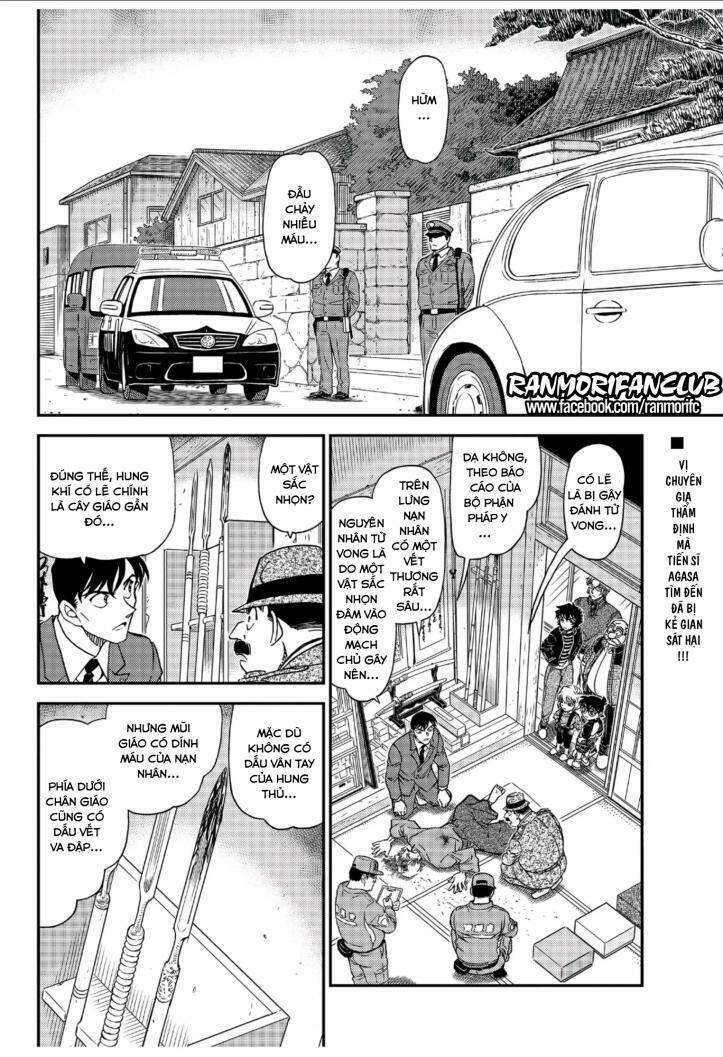 HỪM
...
ĐẦU
CHẢY
NHIỀU
MÁU...
RANMORIFANCLUB
www.facebook.com/ranmorifc
VỊ
CHUYÊN
GIA
THẨM
ĐỊNH
MÀ
TIẾN SĨ
AGASA
TÌM ĐẾN
ĐÃ BỊ
KẺ GIAN
SÁT HẠI
!!!
CÓ LẼ
LÀ BỊ GẬY
ĐÁNH TỬ
VONG...
DẠ KHÔNG,
THEO BÁO
CÁO CỦA
BỘ PHẬN
PHÁP Y
...
TRÊN
LƯNG
NẠN NHÂN
CÓ MỘT
VẾT
THƯƠNG
RẤT
SÂU...
NGUYÊN
NHÂN TỬ
VONG LÀ
DO MỘT
VẬT SẮC
NHỌN
ĐÂM VÀO
ĐỘNG
MẠCH
CHỦ GÂY
NÊN...
MỘT VẬT
SẮC
NHỌN?
ĐÚNG THẾ, HUNG
KHÍ CÓ LẼ CHÍNH
LÀ CÂY GIÁO GẦN
ĐÓ...
MẶC DÙ
KHÔNG CÓ
DẤU VÂN TAY
CỦA HUNG
THỦ...
NHƯNG MŨI
GIÁO CÓ DÍNH
MÁU CỦA NẠN
NHÂN...
PHÍA DƯỚI
CHÂN GIÁO
CŨNG CÓ
DẤU VẾT
VA ĐẬP...